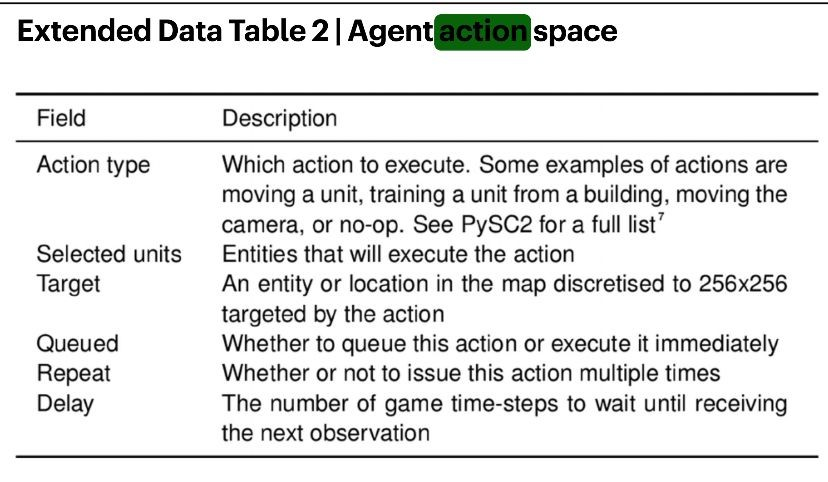 Extended Data Table 2 | Agent action space
Field Description
Action type Which action to execute. Some examples of actions are
moving a unit, training a unit from a building, moving the
camera, or no-op. See PySC2 for a full list⁷
Selected units Entities that will execute the action
Target An entity or location in the map discretised to 256x256
targeted by the action
Queued Whether to queue this action or execute it immediately
Repeat Whether or not to issue this action multiple times
Delay The number of game time-steps to wait until receiving
the next observation